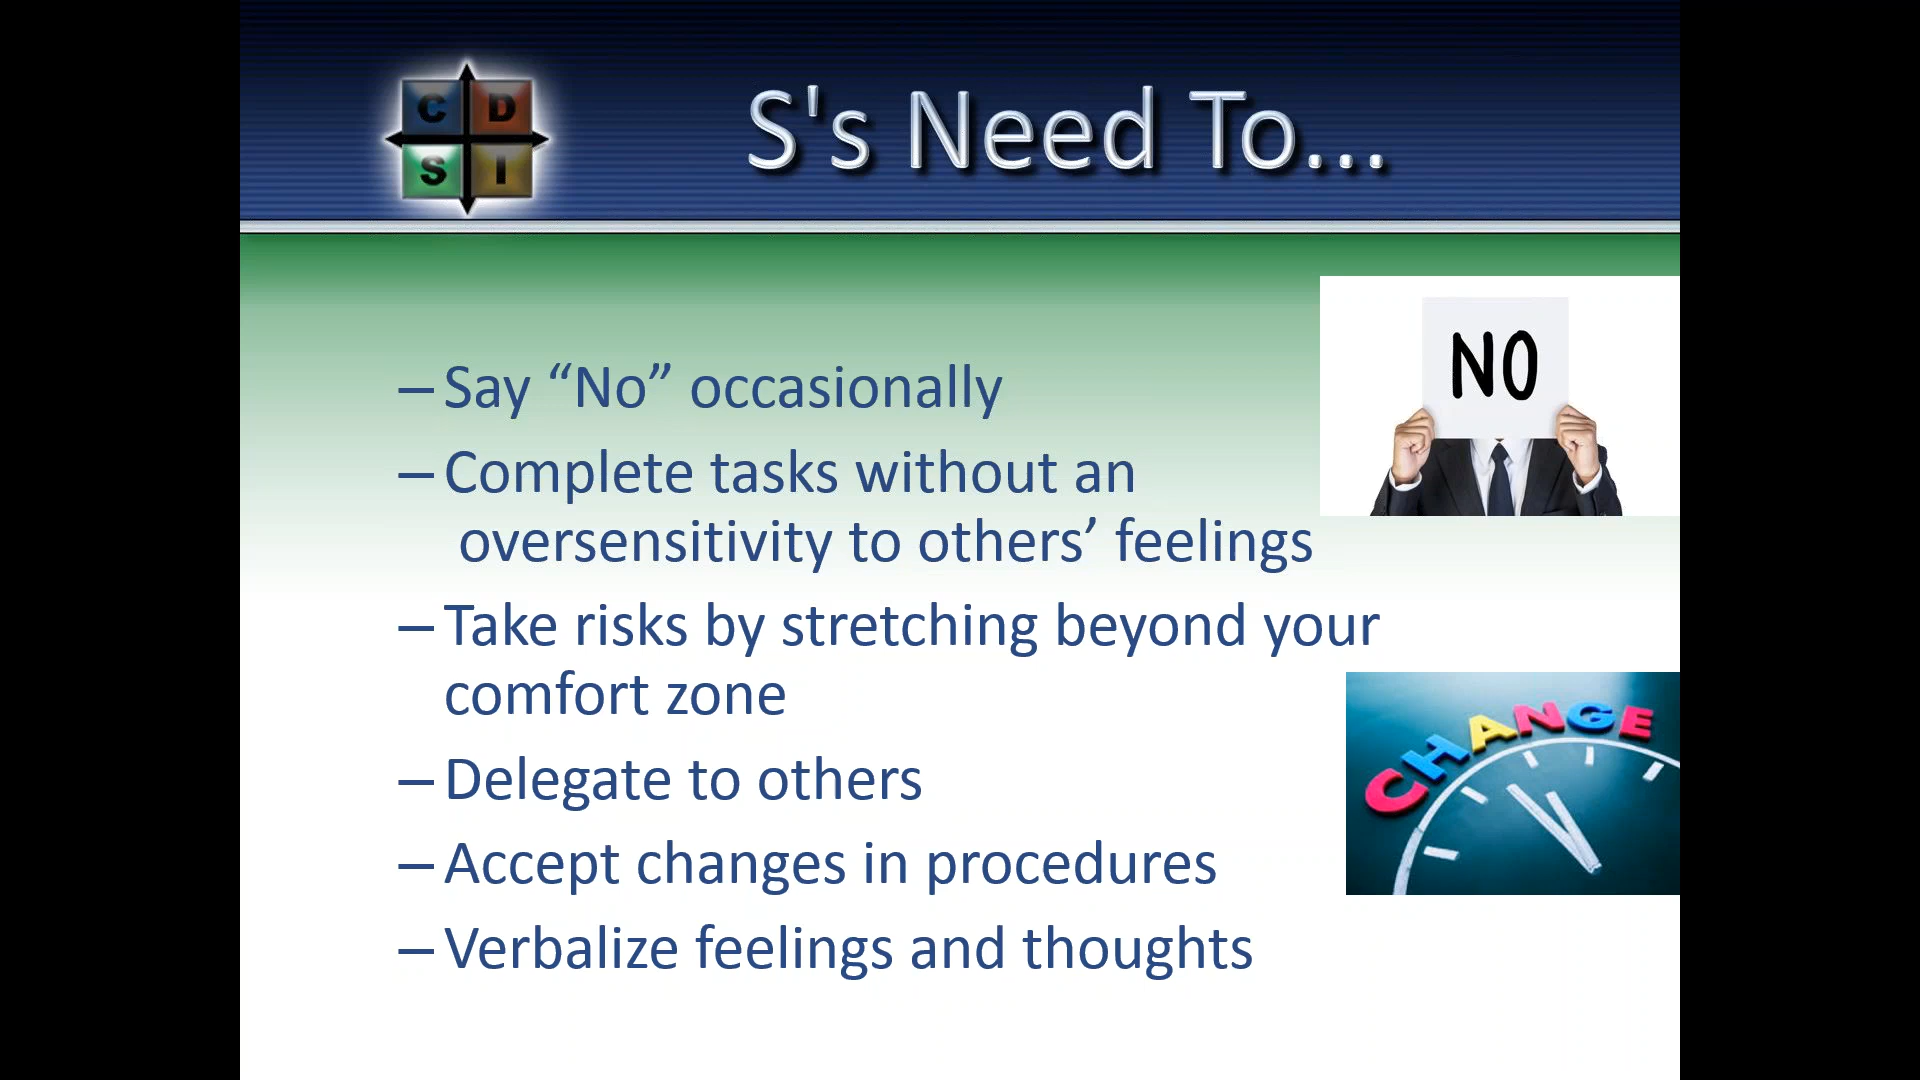 C D
S I
S's Need To...
– Say “No” occasionally
– Complete tasks without an
oversensitivity to others’ feelings
– Take risks by stretching beyond your
comfort zone
– Delegate to others
– Accept changes in procedures
– Verbalize feelings and thoughts
NO
CHANGE